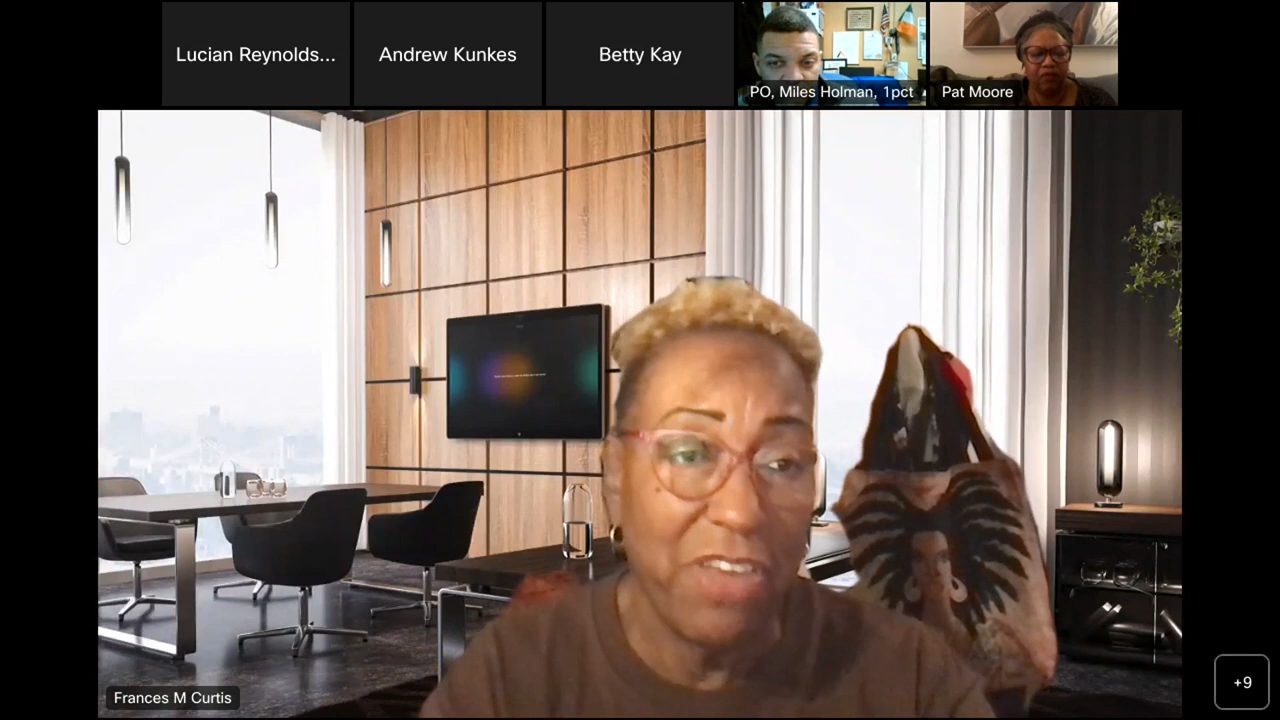 Lucian Reynolds...
Andrew Kunkes
Betty Kay
PO, Miles Holman, 1pct
Pat Moore
Frances M Curtis
+9